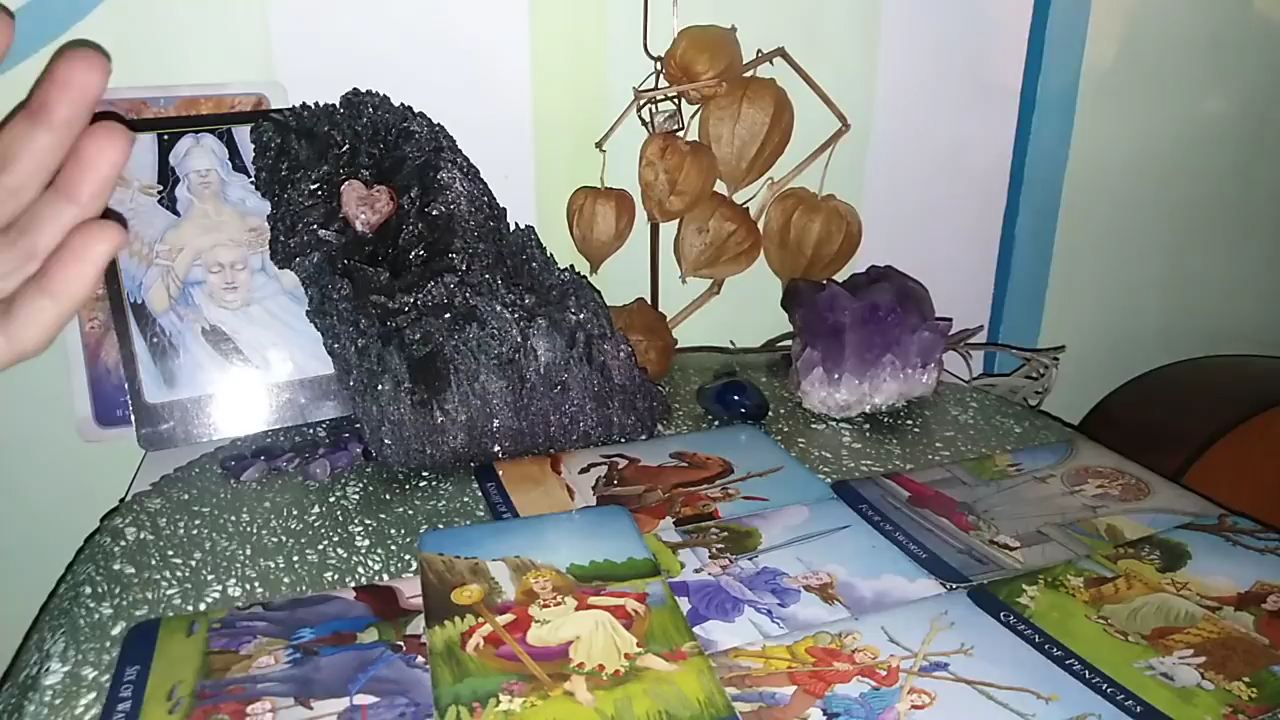 KNIGHT OF W
FOUR OF SWORDS
QUEEN OF PENTACLES
SIX OF WA